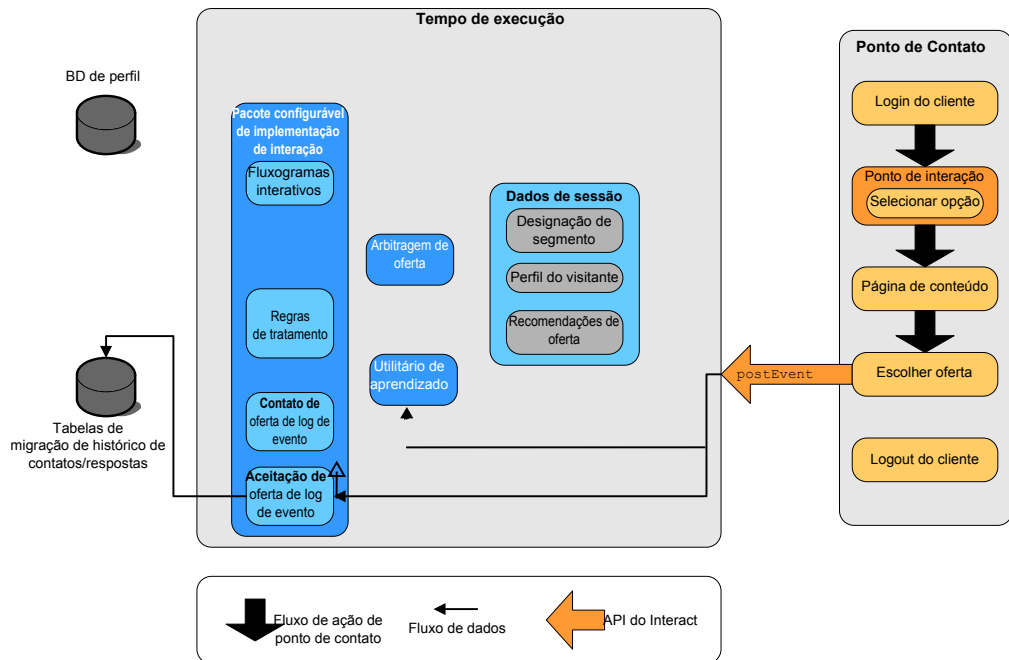 Tempo de execução
BD de perfil
Pacote configurável
de implementação
de interação
Fluxogramas
interativos
Regras
de tratamento
Contato de
oferta de log de
evento
Aceitação de
oferta de log
de evento
Arbitragem de
oferta
Utilitário de
aprendizado
Dados de sessão
Designação de
segmento
Perfil do visitante
Recomendações de
oferta
Tabelas de
migração de histórico de
contatos/respostas
postEvent
Ponto de Contato
Login do cliente
Ponto de interação
Selecionar opção
Página de conteúdo
Escolher oferta
Logout do cliente
Fluxo de ação de
ponto de contato
Fluxo de dados
API do Interact